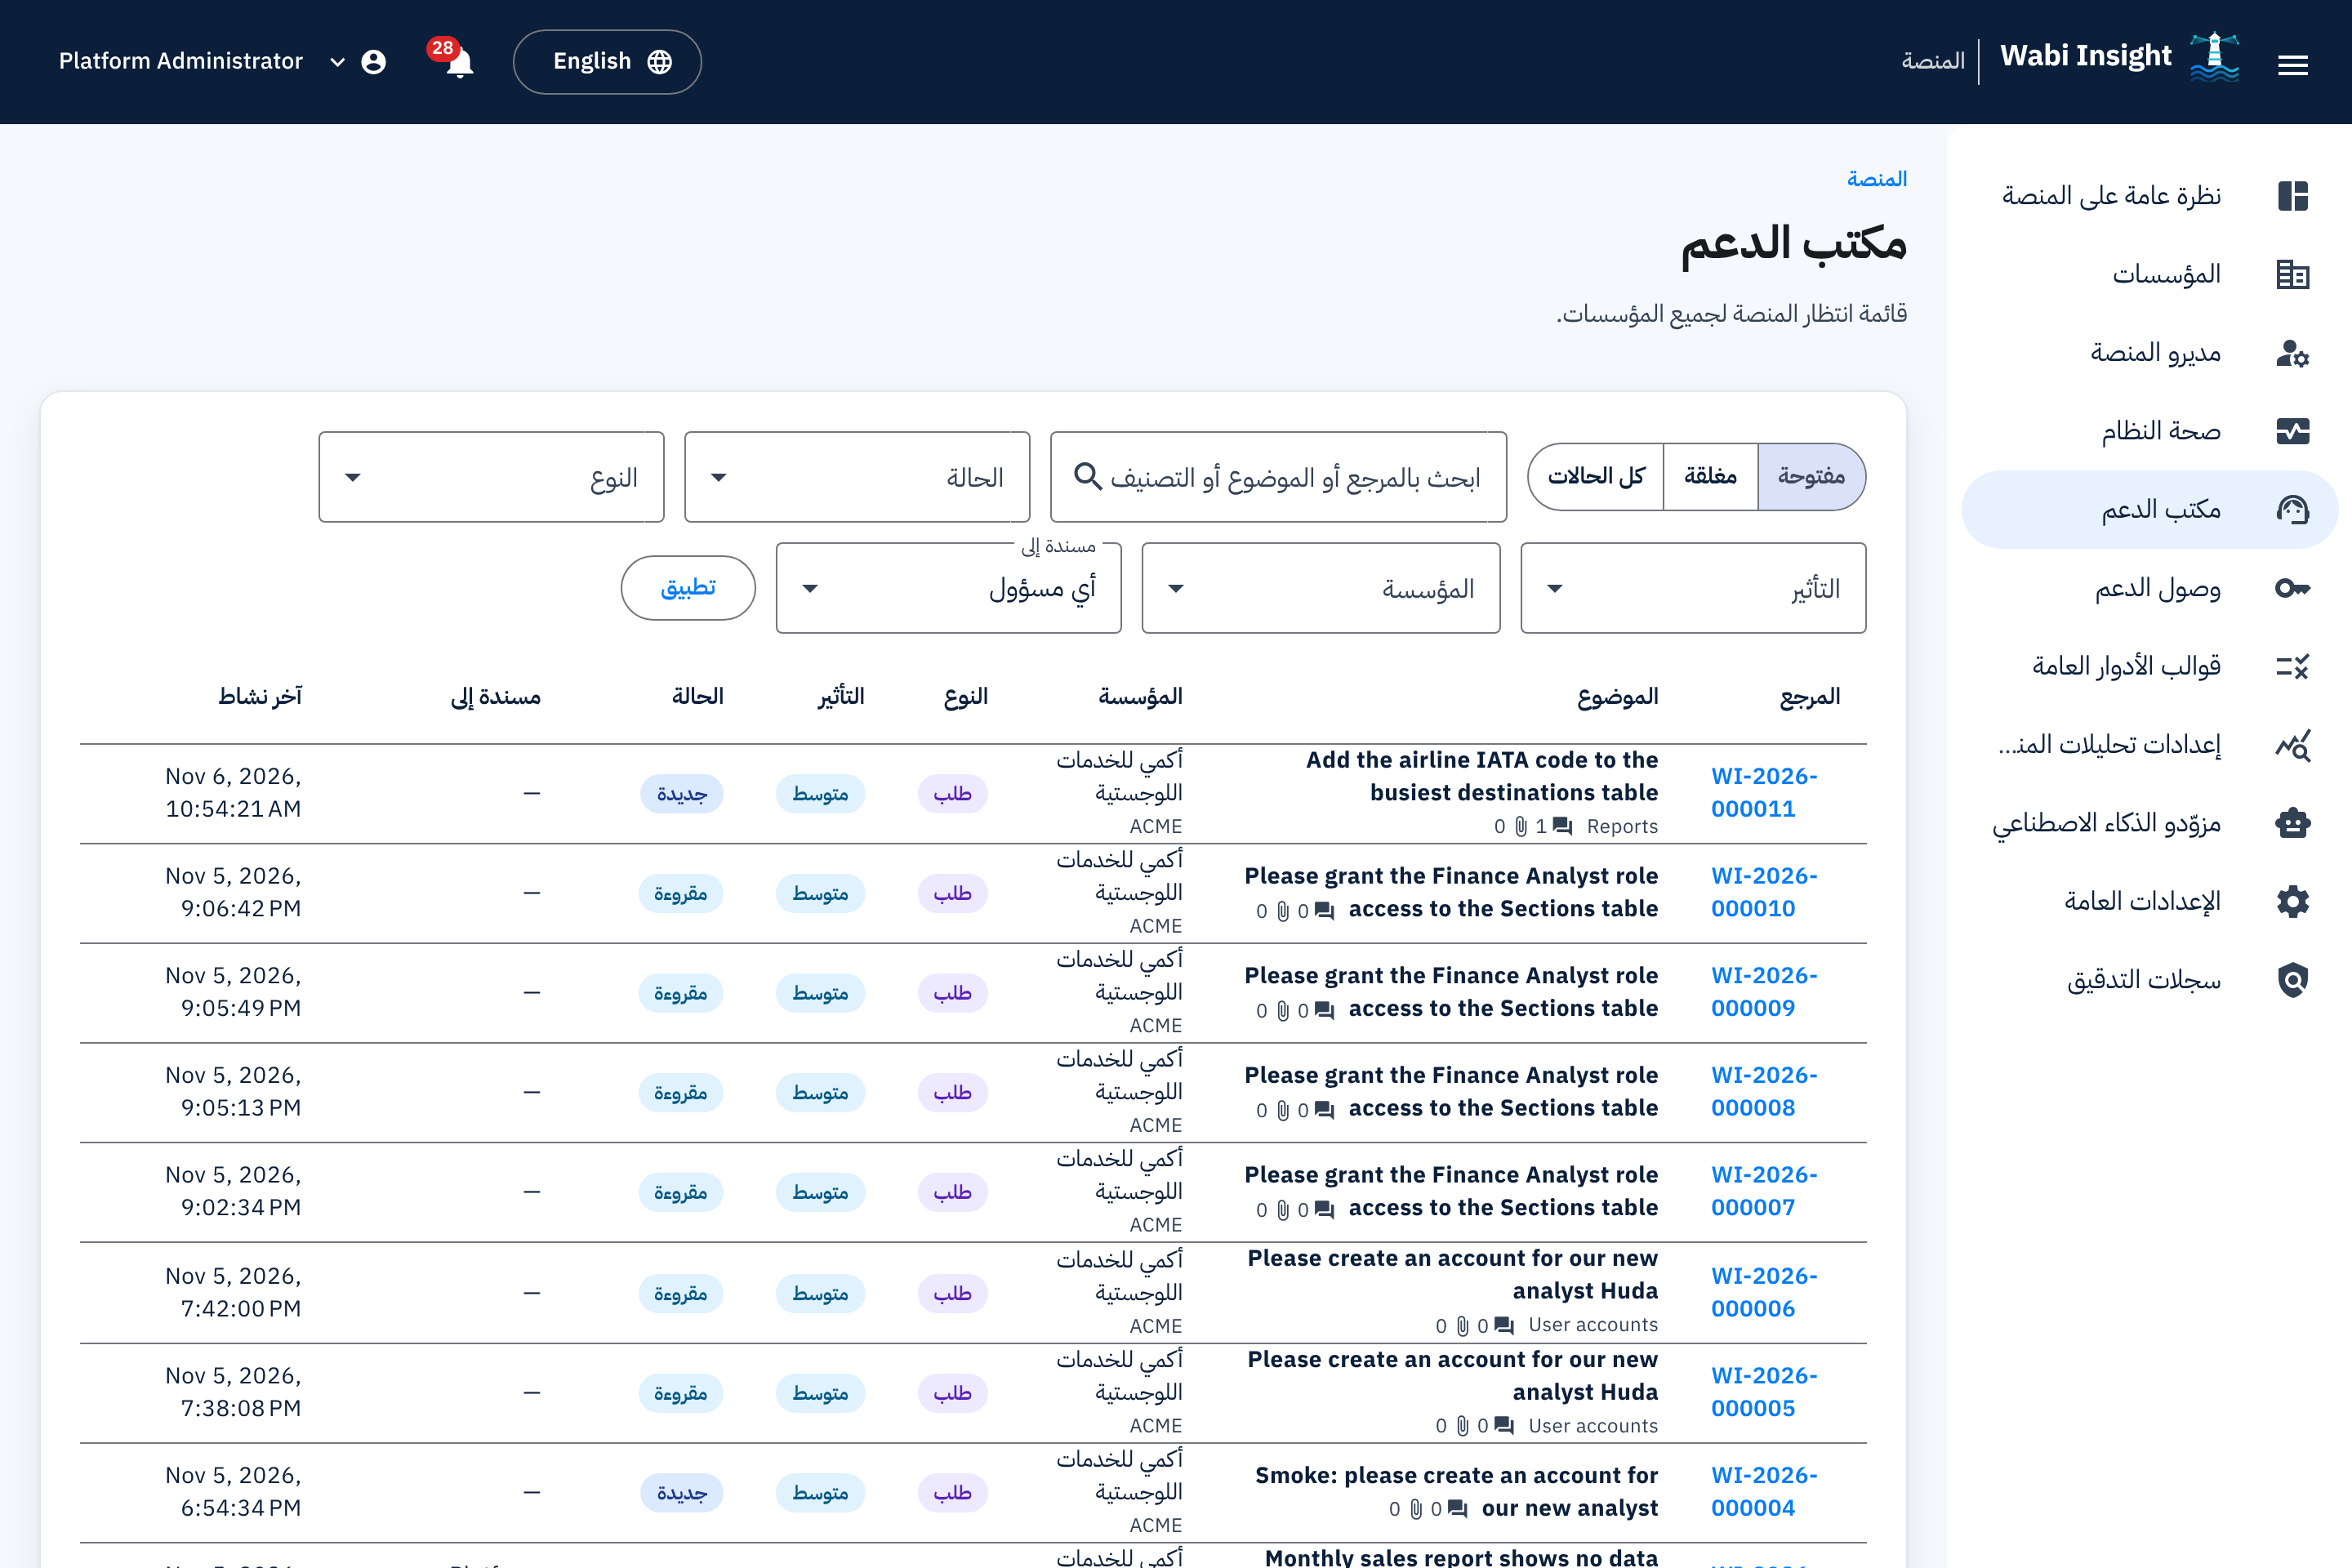 Wabi Insight
المنصة
English
28
Platform Administrator
نظرة عامة على المنصة
المؤسسات
مديرو المنصة
صحة النظام
مكتب الدعم
وصول الدعم
قوالب الأدوار العامة
إعدادات تحليلات المنـ...
مزوّدو الذكاء الاصطناعي
الإعدادات العامة
سجلات التدقيق
المنصة
مكتب الدعم
قائمة انتظار المنصة لجميع المؤسسات.
مفتوحة مغلقة كل الحالات
ابحث بالمرجع أو الموضوع أو التصنيف
الحالة
النوع
التأثير
المؤسسة
مسندة إلى
أي مسؤول
تطبيق
المرجع الموضوع المؤسسة النوع التأثير الحالة مسندة إلى آخر نشاط
WI-2026-
000011
Add the airline IATA code to the
busiest destinations table
Reports 1 0
أكمي للخدمات
اللوجستية
ACME
طلب
متوسط
جديدة
—
Nov 6, 2026,
10:54:21 AM
WI-2026-
000010
Please grant the Finance Analyst role
access to the Sections table 0 0
أكمي للخدمات
اللوجستية
ACME
طلب
متوسط
مقروءة
—
Nov 5, 2026,
9:06:42 PM
WI-2026-
000009
Please grant the Finance Analyst role
access to the Sections table 0 0
أكمي للخدمات
اللوجستية
ACME
طلب
متوسط
مقروءة
—
Nov 5, 2026,
9:05:49 PM
WI-2026-
000008
Please grant the Finance Analyst role
access to the Sections table 0 0
أكمي للخدمات
اللوجستية
ACME
طلب
متوسط
مقروءة
—
Nov 5, 2026,
9:05:13 PM
WI-2026-
000007
Please grant the Finance Analyst role
access to the Sections table 0 0
أكمي للخدمات
اللوجستية
ACME
طلب
متوسط
مقروءة
—
Nov 5, 2026,
9:02:34 PM
WI-2026-
000006
Please create an account for our new
analyst Huda
User accounts 0 0
أكمي للخدمات
اللوجستية
ACME
طلب
متوسط
مقروءة
—
Nov 5, 2026,
7:42:00 PM
WI-2026-
000005
Please create an account for our new
analyst Huda
User accounts 0 0
أكمي للخدمات
اللوجستية
ACME
طلب
متوسط
مقروءة
—
Nov 5, 2026,
7:38:08 PM
WI-2026-
000004
Smoke: please create an account for
our new analyst 0 0
أكمي للخدمات
اللوجستية
ACME
طلب
متوسط
جديدة
—
Nov 5, 2026,
6:54:34 PM
Monthly sales report shows no data
أكمي للخدمات